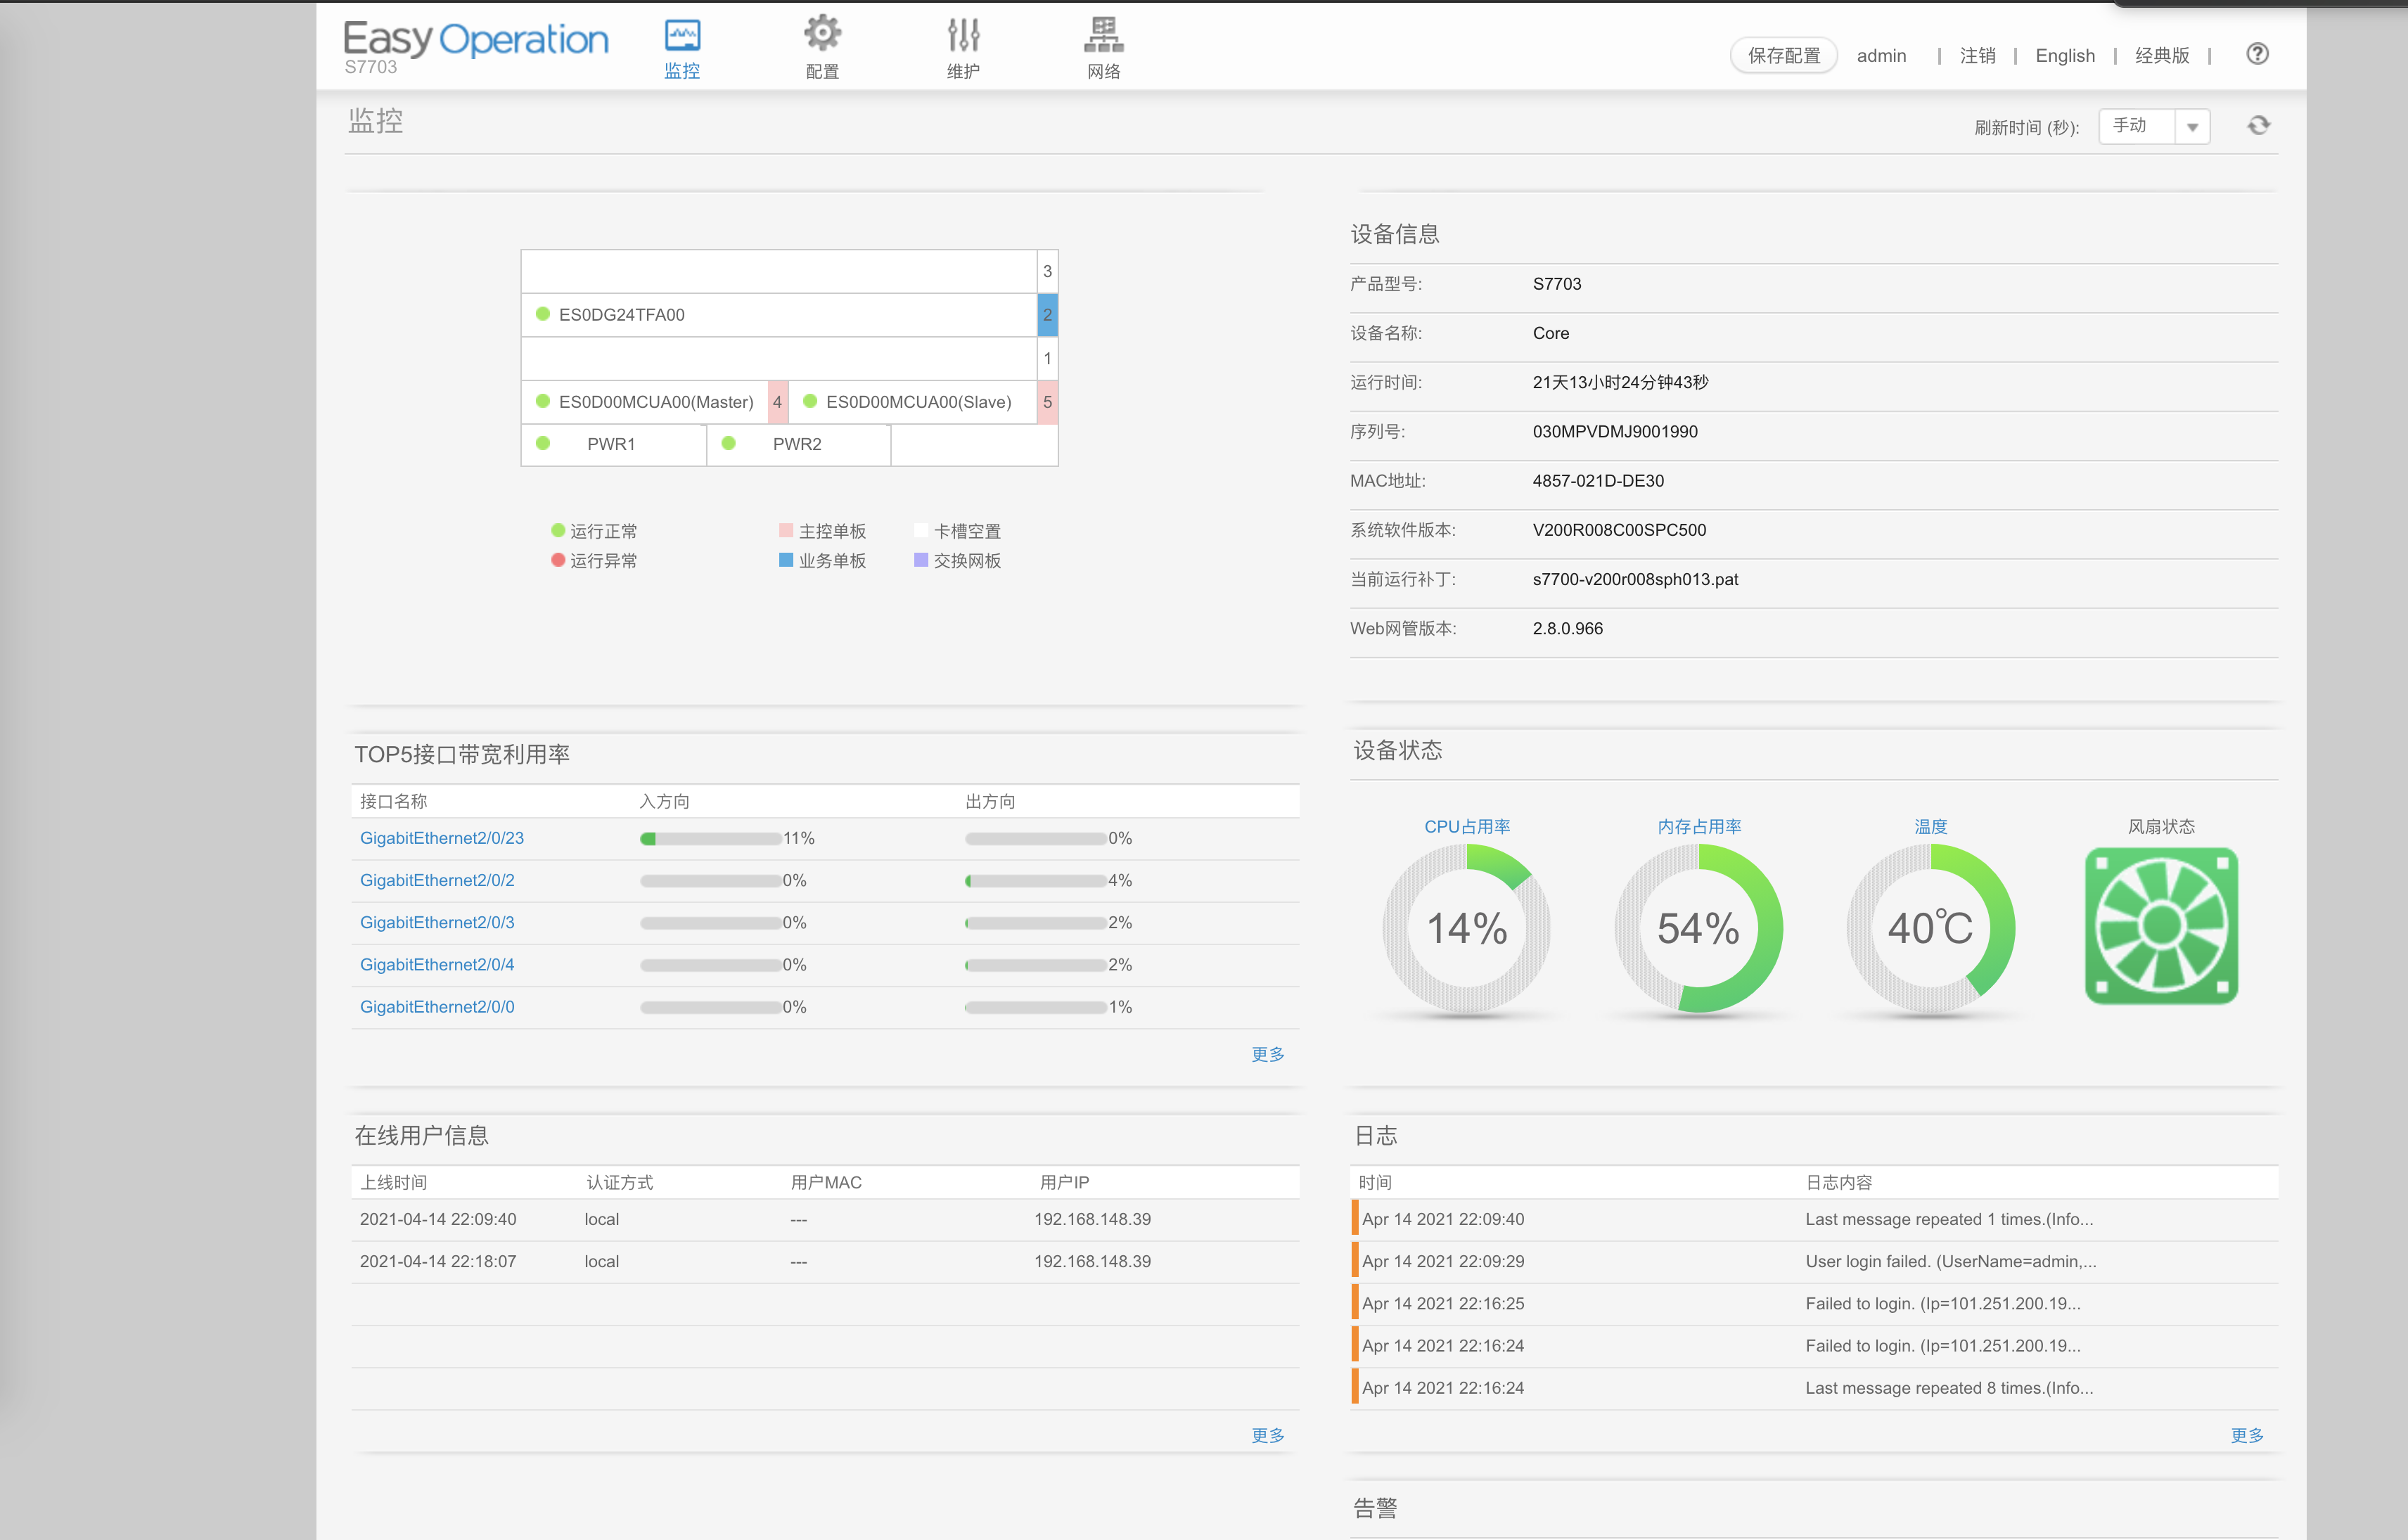 Easy Operation
S7703
监控
配置
维护
网络
保存配置 admin | 注销 | English | 经典版 |
监控
刷新时间 (秒): 手动
3
ES0DG24TFA00 2
1
ES0D00MCUA00(Master) 4 ES0D00MCUA00(Slave) 5
PWR1 PWR2
运行正常 主控单板 卡槽空置
运行异常 业务单板 交换网板
设备信息
产品型号: S7703
设备名称: Core
运行时间: 21天13小时24分钟43秒
序列号: 030MPVDMJ9001990
MAC地址: 4857-021D-DE30
系统软件版本: V200R008C00SPC500
当前运行补丁: s7700-v200r008sph013.pat
Web网管版本: 2.8.0.966
TOP5接口带宽利用率
接口名称 入方向 出方向
GigabitEthernet2/0/23 11% 0%
GigabitEthernet2/0/2 0% 4%
GigabitEthernet2/0/3 0% 2%
GigabitEthernet2/0/4 0% 2%
GigabitEthernet2/0/0 0% 1%
更多
设备状态
CPU占用率 内存占用率 温度 风扇状态
14% 54% 40℃
在线用户信息
上线时间 认证方式 用户MAC 用户IP
2021-04-14 22:09:40 local --- 192.168.148.39
2021-04-14 22:18:07 local --- 192.168.148.39
更多
日志
时间 日志内容
Apr 14 2021 22:09:40 Last message repeated 1 times.(Info...
Apr 14 2021 22:09:29 User login failed. (UserName=admin,...
Apr 14 2021 22:16:25 Failed to login. (Ip=101.251.200.19...
Apr 14 2021 22:16:24 Failed to login. (Ip=101.251.200.19...
Apr 14 2021 22:16:24 Last message repeated 8 times.(Info...
更多
告警